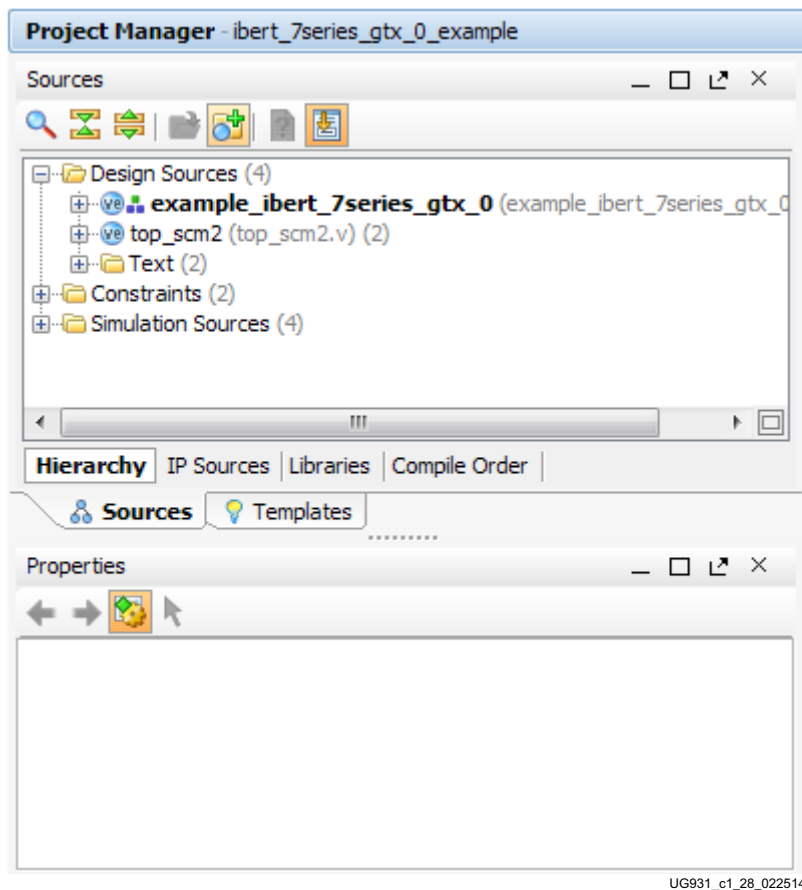 Project Manager - ibert_7series_gtx_0_example
Sources
Design Sources (4)
example_ibert_7series_gtx_0 (example_ibert_7series_gtx_0
top_scm2 (top_scm2.v) (2)
Text (2)
Constraints (2)
Simulation Sources (4)
Hierarchy IP Sources Libraries Compile Order
Sources Templates
Properties
UG931_c1_28_022514